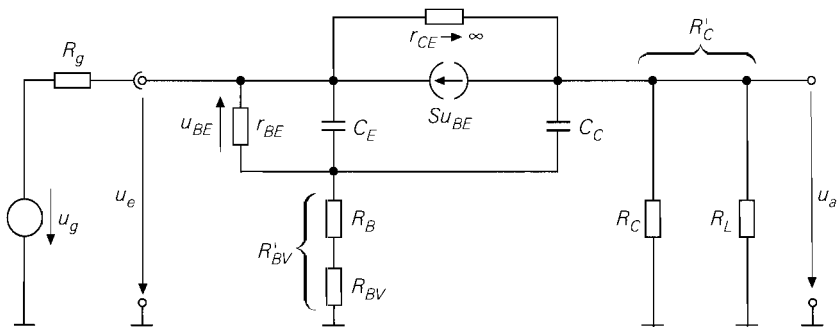 r_CE → ∞
R'_C
R_g
u_BE
r_BE
C_E
Su_BE
C_C
u_g
u_e
R'_BV
R_B
R_BV
R_C
R_L
u_a